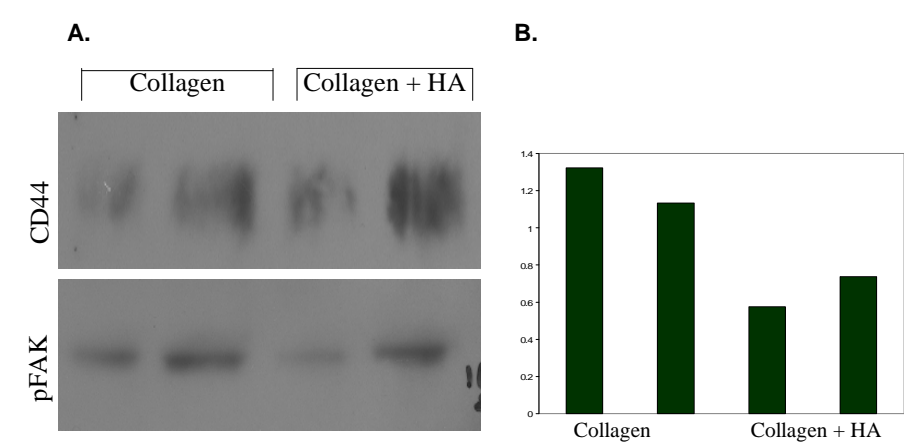 A.
B.
Collagen
Collagen + HA
CD44
pFAK
1.4
1.2
1
0.8
0.6
0.4
0.2
0
Collagen
Collagen + HA